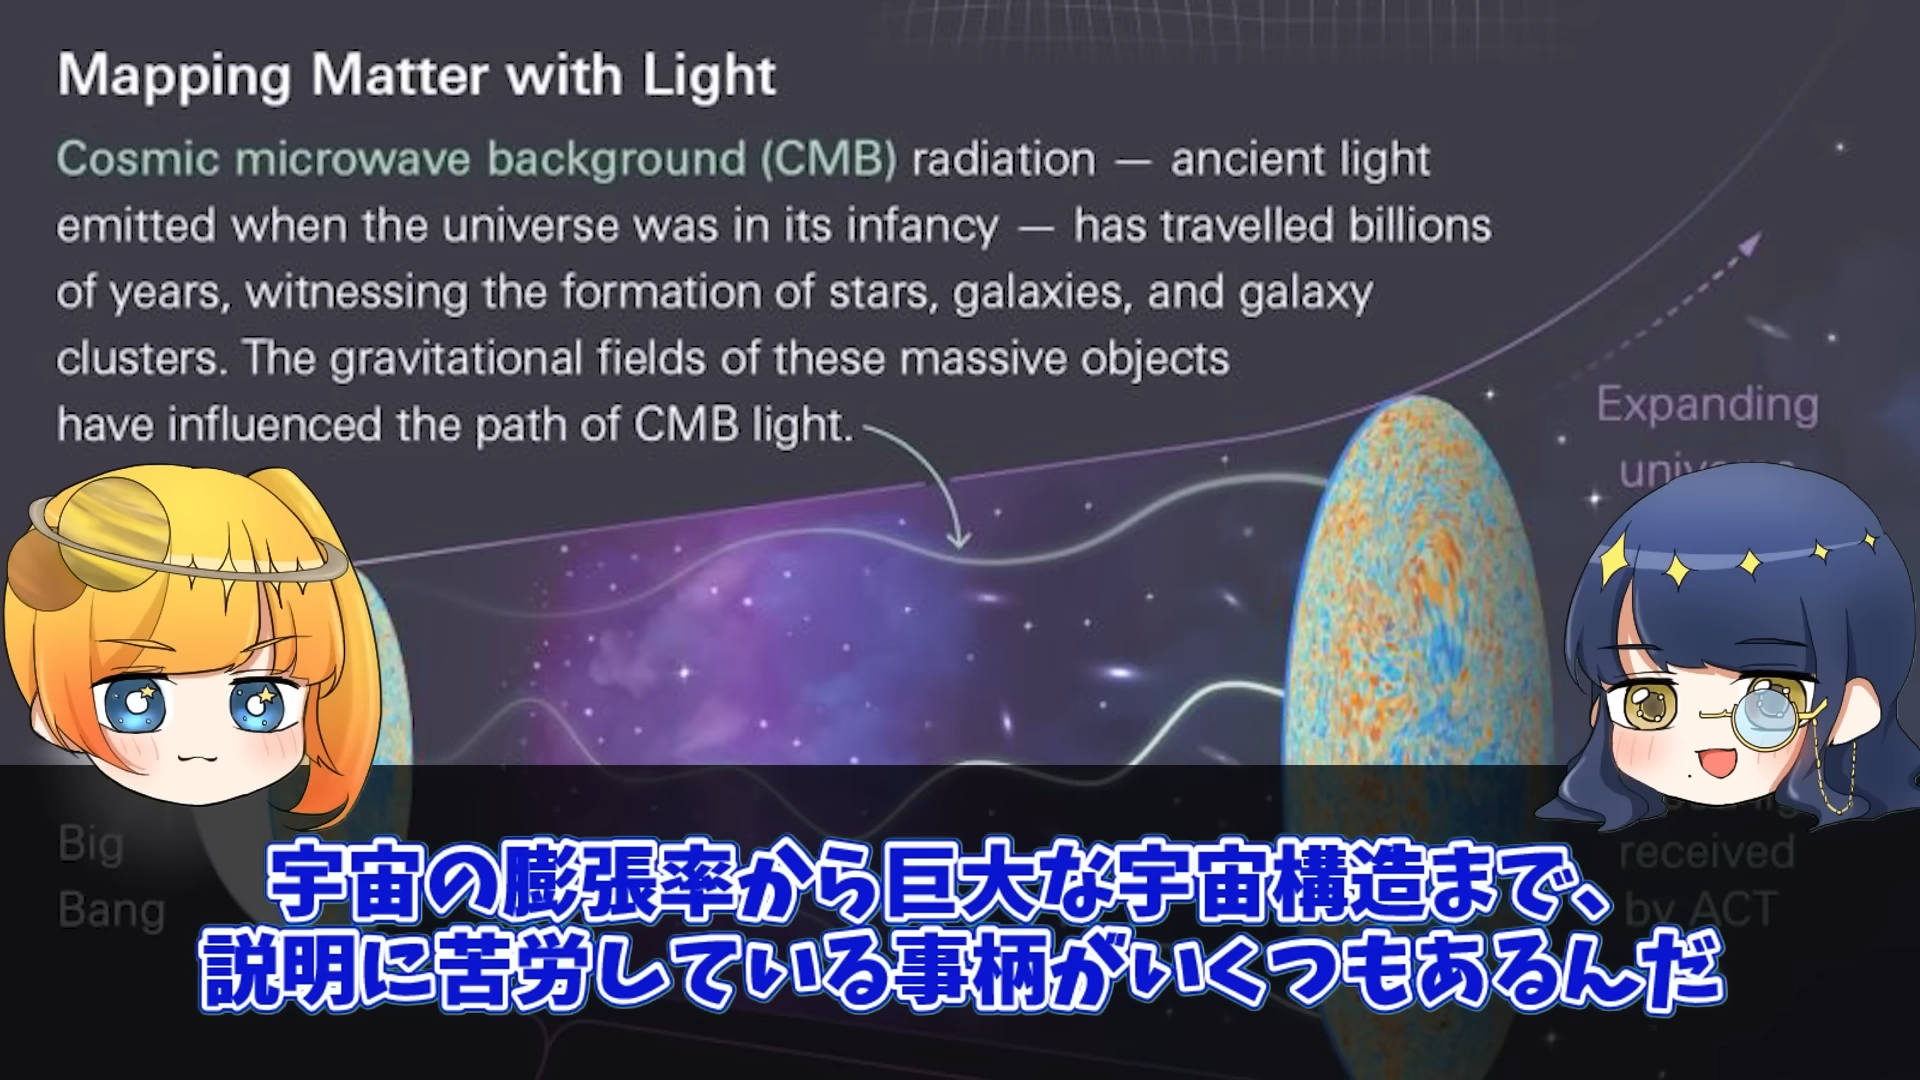 Mapping Matter with Light
Cosmic microwave background (CMB) radiation — ancient light
emitted when the universe was in its infancy — has travelled billions
of years, witnessing the formation of stars, galaxies, and galaxy
clusters. The gravitational fields of these massive objects
have influenced the path of CMB light.
Expanding
universe
Big
Bang
received
by ACT
宇宙の膨張率から巨大な宇宙構造まで、
説明に苦労している事柄がいくつもあるんだ